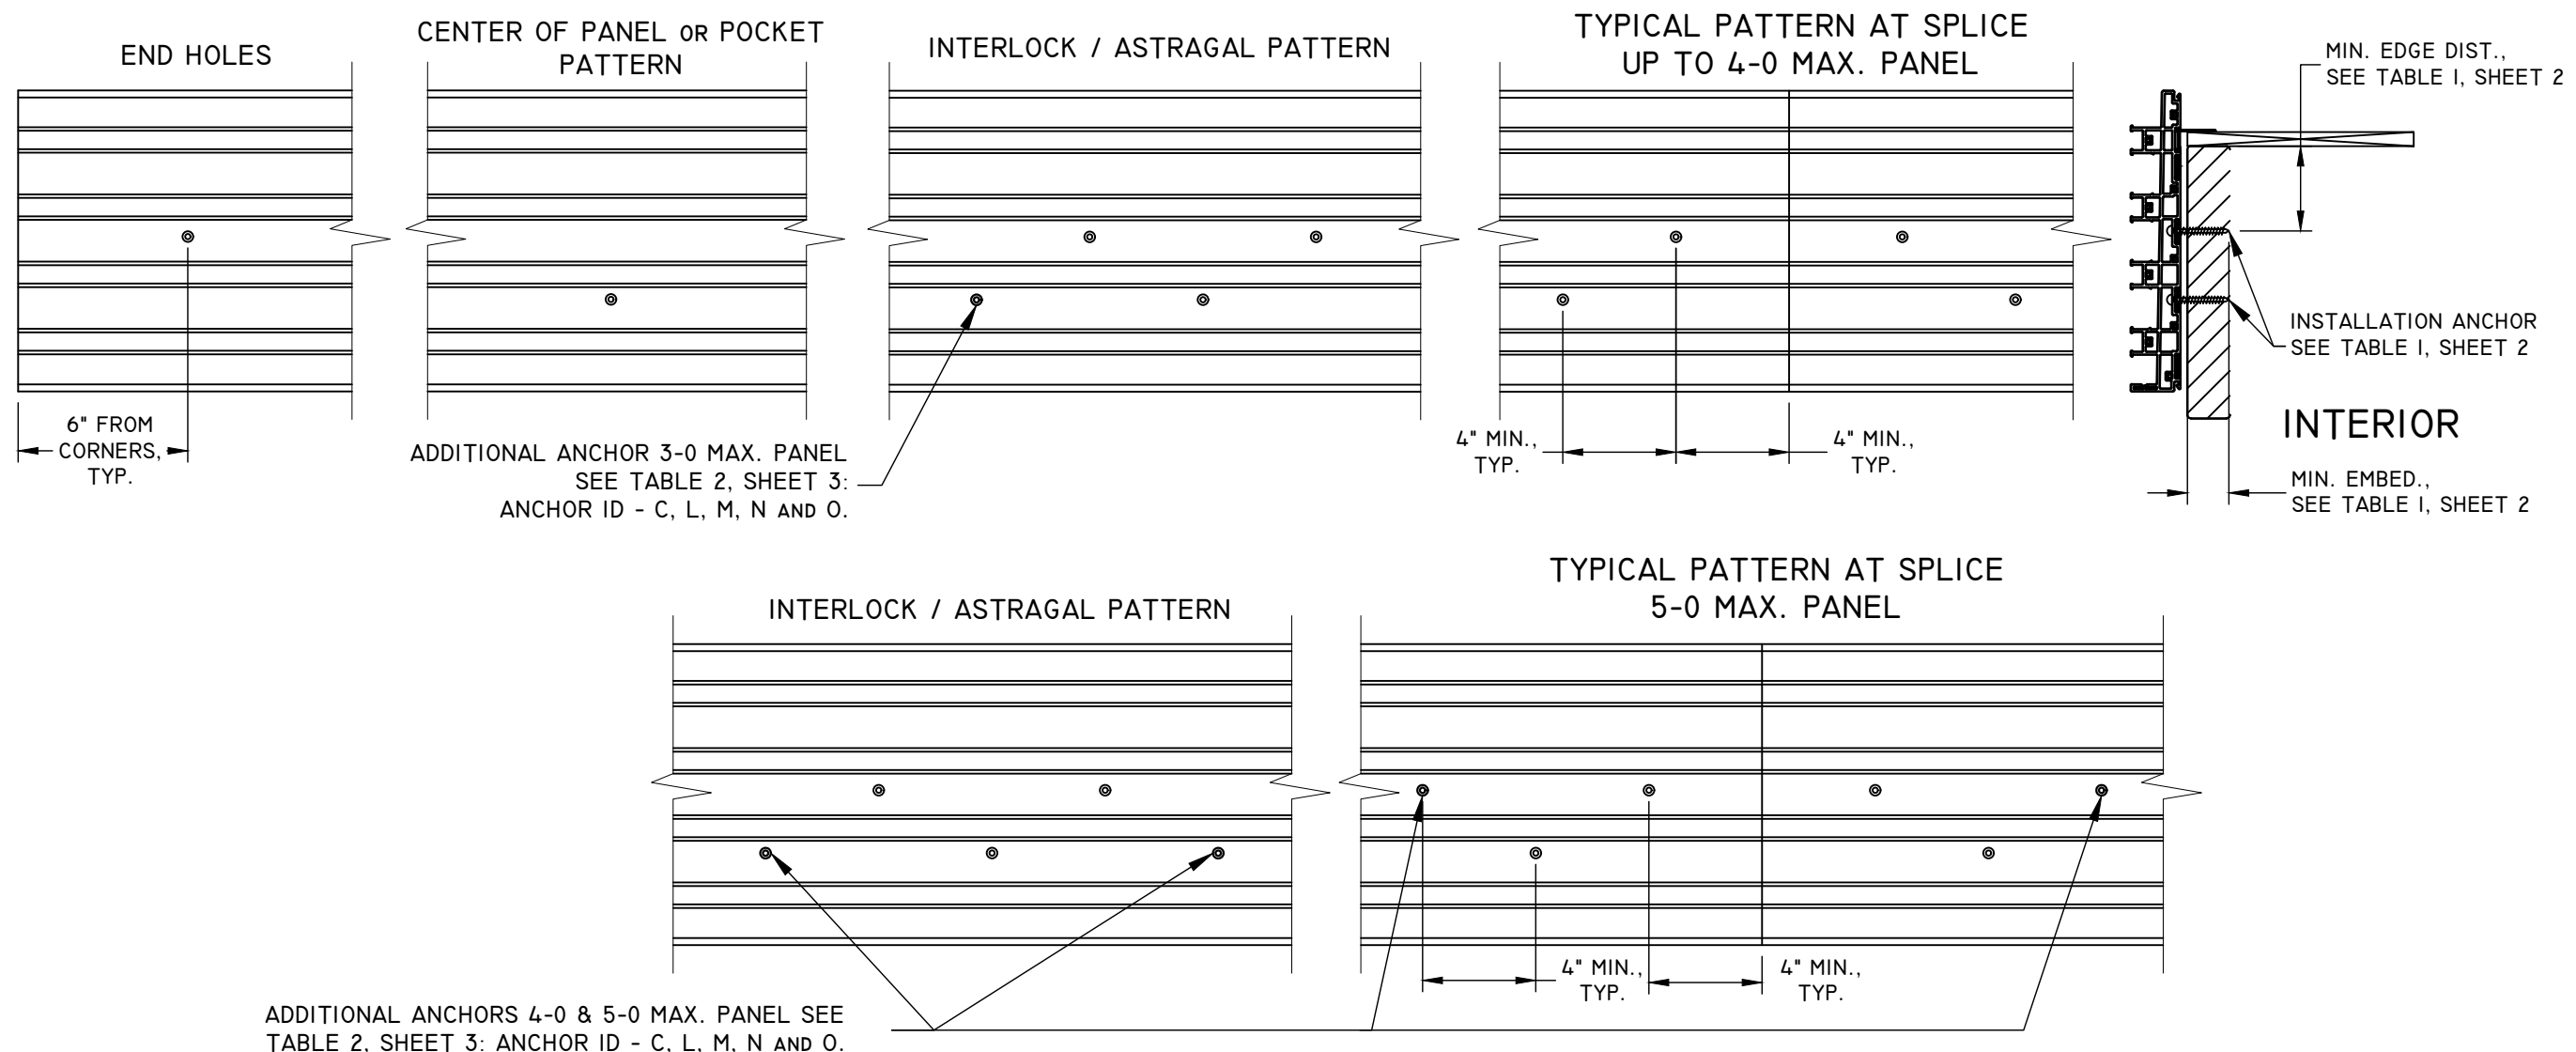 END HOLES
CENTER OF PANEL OR POCKET
PATTERN
INTERLOCK / ASTRAGAL PATTERN
TYPICAL PATTERN AT SPLICE
UP TO 4-0 MAX. PANEL
MIN. EDGE DIST.,
SEE TABLE 1, SHEET 2
INSTALLATION ANCHOR
SEE TABLE 1, SHEET 2
INTERIOR
MIN. EMBED.,
SEE TABLE 1, SHEET 2
6" FROM
CORNERS,
TYP.
ADDITIONAL ANCHOR 3-0 MAX. PANEL
SEE TABLE 2, SHEET 3:
ANCHOR ID - C, L, M, N AND O.
4" MIN.,
TYP.
4" MIN.,
TYP.
INTERLOCK / ASTRAGAL PATTERN
TYPICAL PATTERN AT SPLICE
5-0 MAX. PANEL
4" MIN.,
TYP.
4" MIN.,
TYP.
ADDITIONAL ANCHORS 4-0 & 5-0 MAX. PANEL SEE
TABLE 2, SHEET 3: ANCHOR ID - C, L, M, N AND O.